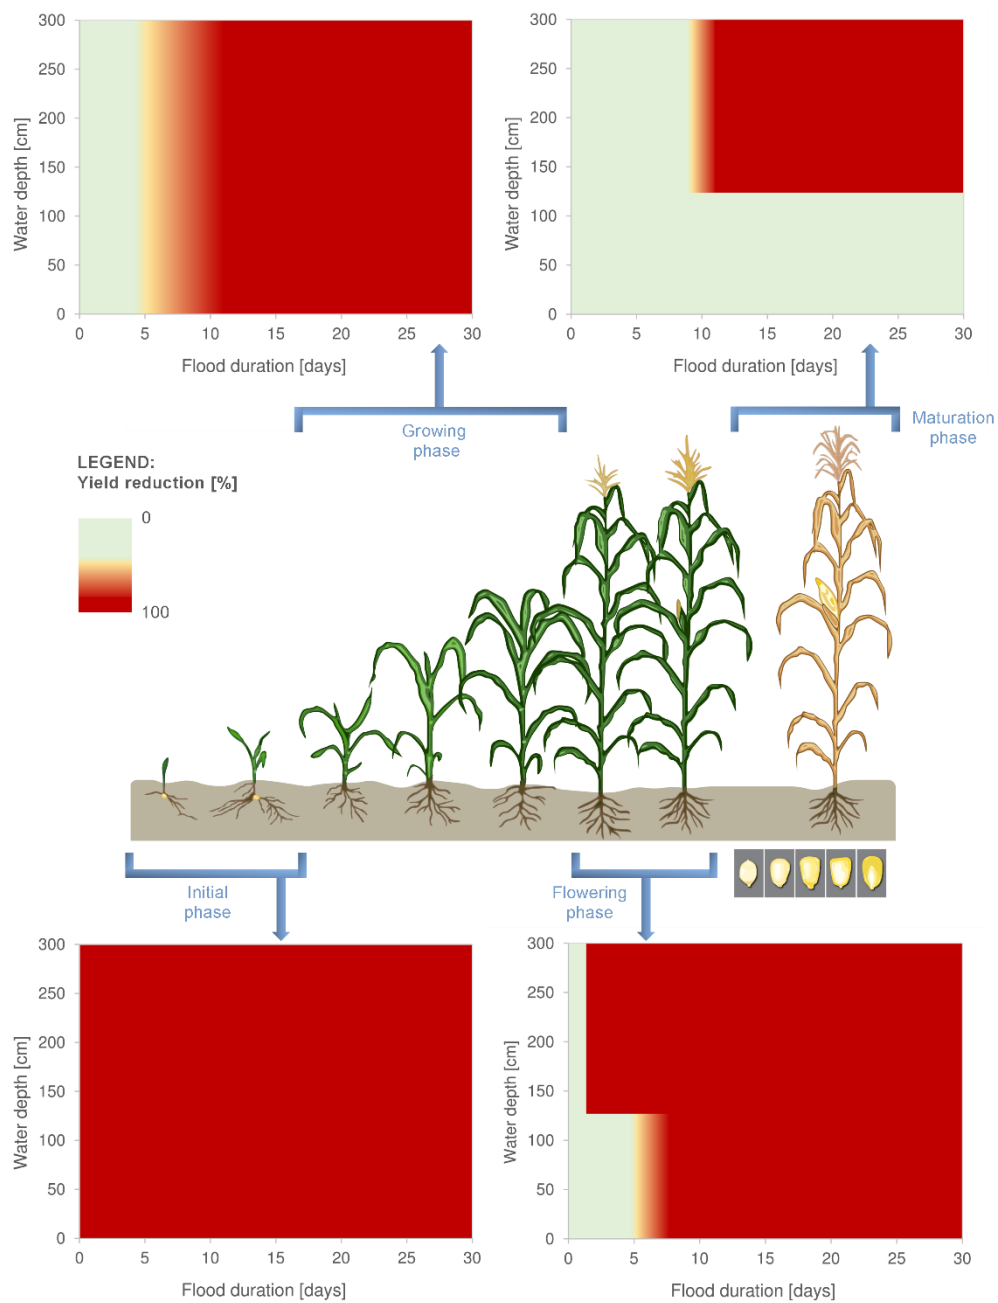 300
250
200
150
100
50
0
Water depth [cm]
0 5 10 15 20 25 30
Flood duration [days]
300
250
200
150
100
50
0
Water depth [cm]
0 5 10 15 20 25 30
Flood duration [days]
Growing
phase
Maturation
phase
LEGEND:
Yield reduction [%]
0
100
Initial
phase
Flowering
phase
300
250
200
150
100
50
0
Water depth [cm]
0 5 10 15 20 25 30
Flood duration [days]
300
250
200
150
100
50
0
Water depth [cm]
0 5 10 15 20 25 30
Flood duration [days]